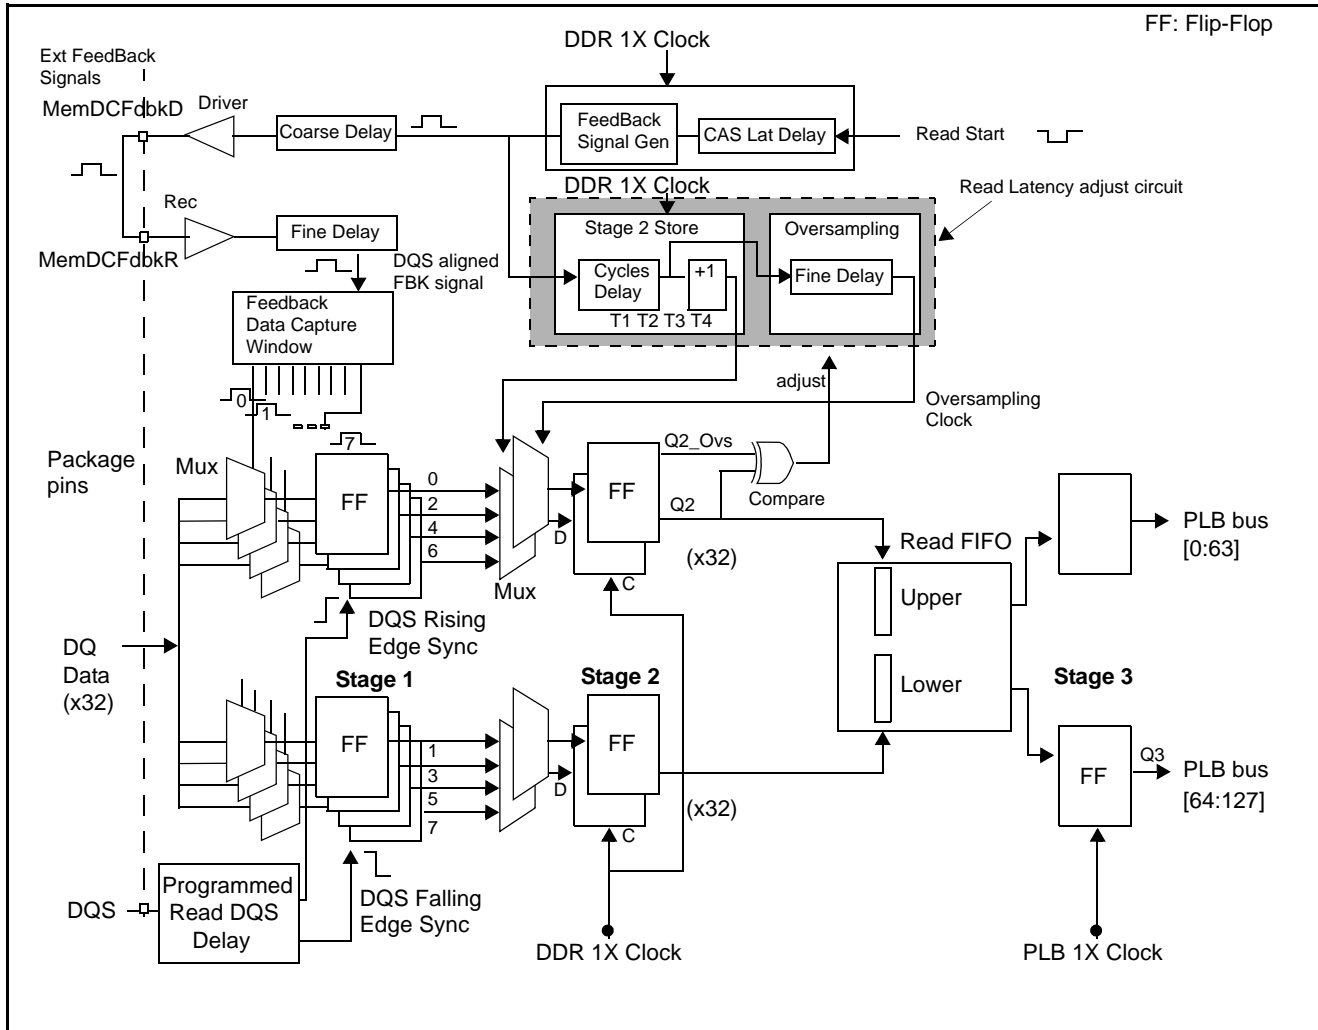 FF: Flip-Flop
DDR 1X Clock
Ext FeedBack
Signals
MemDCFdbkD
Driver
Coarse Delay
FeedBack
Signal Gen
CAS Lat Delay
Read Start
DDR 1X Clock
Read Latency adjust circuit
Rec
Fine Delay
MemDCFdbkR
DQS aligned
FBK signal
Stage 2 Store
Oversampling
Cycles
Delay
+1
Fine Delay
T1 T2 T3 T4
Feedback
Data Capture
Window
adjust
Oversampling
Clock
0
1
7
Package
pins
Mux
FF
0
2
4
6
Mux
D
FF
C
Q2_Ovs
Q2
Compare
(x32)
Read FIFO
Upper
Lower
PLB bus
[0:63]
DQS Rising
Edge Sync
DQ
Data
(x32)
Stage 1
Stage 2
Stage 3
FF
1
3
5
7
D
FF
C
(x32)
FF
Q3
PLB bus
[64:127]
DQS
Programmed
Read DQS
Delay
DQS Falling
Edge Sync
DDR 1X Clock
PLB 1X Clock